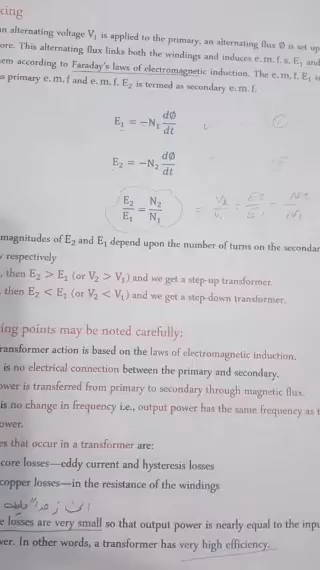 king
an alternating voltage V₁ is applied to the primary, an alternating flux Ø is set up
ore. This alternating flux links both the windings and induces e. m. f. s. E₁ and
em according to Faraday's laws of electromagnetic induction. The e. m. f. E₁ is
s primary e. m. f and e. m. f. E₂ is termed as secondary e. m. f.
E₁ = −N₁ dØ/dt
E₂ = −N₂ dØ/dt
E₂/E₁ = N₂/N₁ = V₂/V₁ = E₂/E₁ = N₂/N₁
magnitudes of E₂ and E₁ depend upon the number of turns on the secondar
y respectively
, then E₂ > E₁ (or V₂ > V₁) and we get a step-up transformer.
, then E₂ < E₁ (or V₂ < V₁) and we get a step-down transformer.
ing points may be noted carefully:
ransformer action is based on the laws of electromagnetic induction.
is no electrical connection between the primary and secondary.
ower is transferred from primary to secondary through magnetic flux.
is no change in frequency i.e., output power has the same frequency as t
ower.
es that occur in a transformer are:
core losses—eddy current and hysteresis losses
copper losses—in the resistance of the windings
e losses are very small so that output power is nearly equal to the inpu
wer. In other words, a transformer has very high efficiency.